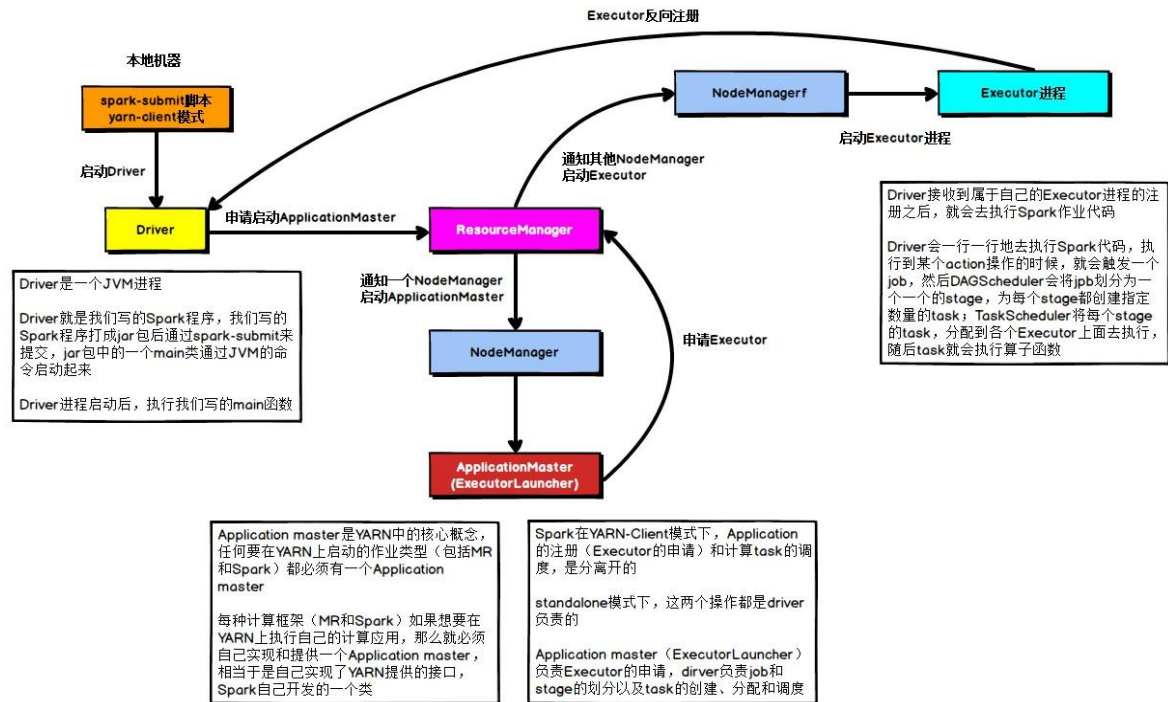 Executor反向注册
本地机器
spark-submit脚本
yarn-client模式
NodeManagerf
Executor进程
启动Driver
通知其他NodeManager
启动Executor
启动Executor进程
Driver
申请启动ApplicationMaster
ResourceManager
Driver接收到属于自己的Executor进程的注
册之后，就会去执行Spark作业代码
Driver会一行一行地去执行Spark代码，执
行到某个action操作的时候，就会触发一个
job，然后DAGScheduler会将jpb划分为一
个一个的stage，为每个stage都创建指定
数量的task；TaskScheduler将每个stage
的task，分配到各个Executor上面去执行，
随后task就会执行算子函数
Driver是一个JVM进程
Driver就是我们写的Spark程序，我们写的
Spark程序打成jar包后通过spark-submit来
提交，jar包中的一个main类通过JVM的命
令启动起来
Driver进程启动后，执行我们写的main函数
通知一个NodeManager
启动ApplicationMaster
NodeManager
申请Executor
ApplicationMaster
(ExecutorLauncher)
Application master是YARN中的核心概念，
任何要在YARN上启动的作业类型（包括MR
和Spark）都必须有一个Application
master
每种计算框架（MR和Spark）如果想要在
YARN上执行自己的计算应用，那么就必须
自己实现和提供一个Application master，
相当于是自己实现了YARN提供的接口，
Spark自己开发的一个类
Spark在YARN-Client模式下，Application
的注册（Executor的申请）和计算task的调
度，是分离开的
standalone模式下，这两个操作都是driver
负责的
Application master（ExecutorLauncher）
负责Executor的申请，dirver负责job和
stage的划分以及task的创建、分配和调度